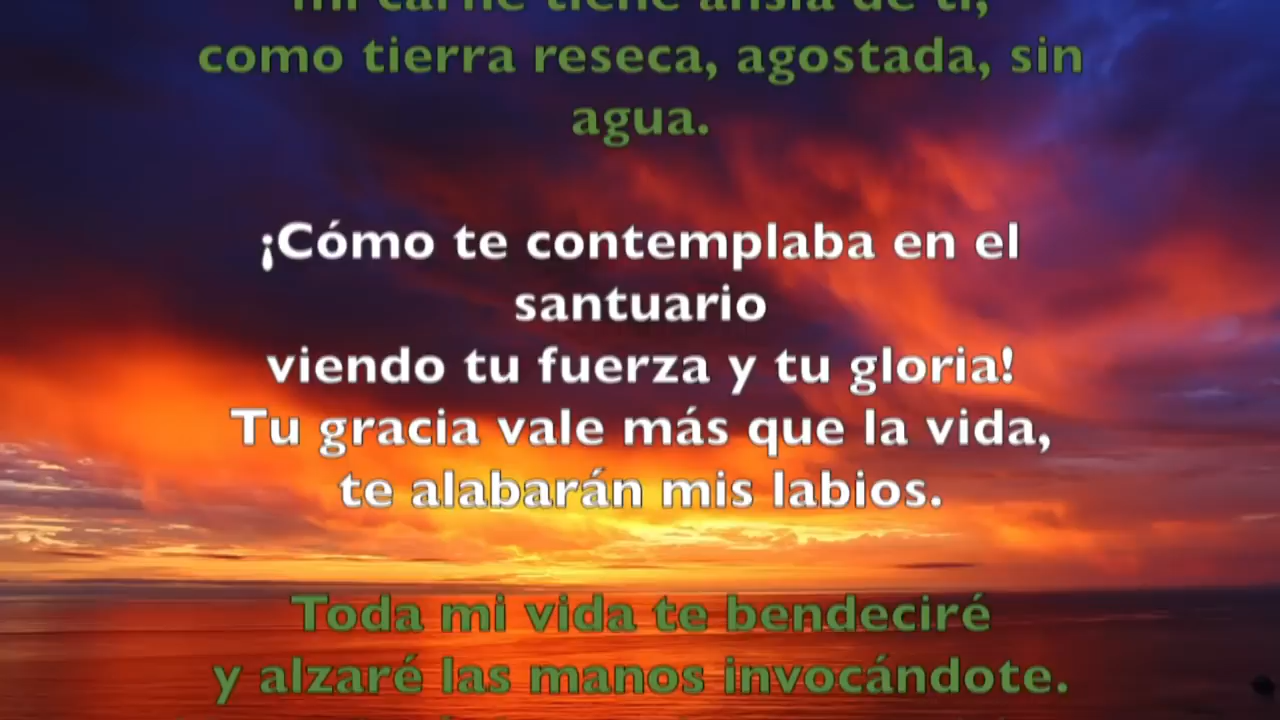 mi carne tiene ansia de ti,
como tierra reseca, agostada, sin
agua.
¡Cómo te contemplaba en el
santuario
viendo tu fuerza y tu gloria!
Tu gracia vale más que la vida,
te alabarán mis labios.
Toda mi vida te bendeciré
y alzaré las manos invocándote.